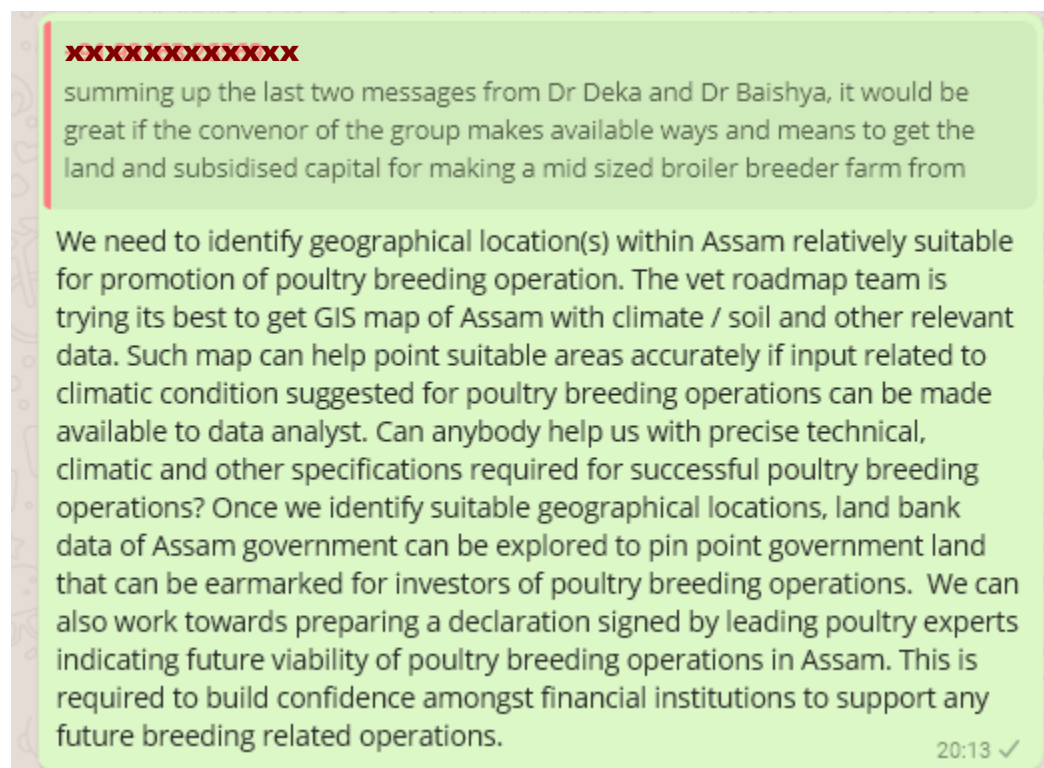 xxxxxxxxxxxx
summing up the last two messages from Dr Deka and Dr Baishya, it would be
great if the convenor of the group makes available ways and means to get the
land and subsidised capital for making a mid sized broiler breeder farm from
We need to identify geographical location(s) within Assam relatively suitable
for promotion of poultry breeding operation. The vet roadmap team is
trying its best to get GIS map of Assam with climate / soil and other relevant
data. Such map can help point suitable areas accurately if input related to
climatic condition suggested for poultry breeding operations can be made
available to data analyst. Can anybody help us with precise technical,
climatic and other specifications required for successful poultry breeding
operations? Once we identify suitable geographical locations, land bank
data of Assam government can be explored to pin point government land
that can be earmarked for investors of poultry breeding operations.  We can
also work towards preparing a declaration signed by leading poultry experts
indicating future viability of poultry breeding operations in Assam. This is
required to build confidence amongst financial institutions to support any
future breeding related operations.
20:13